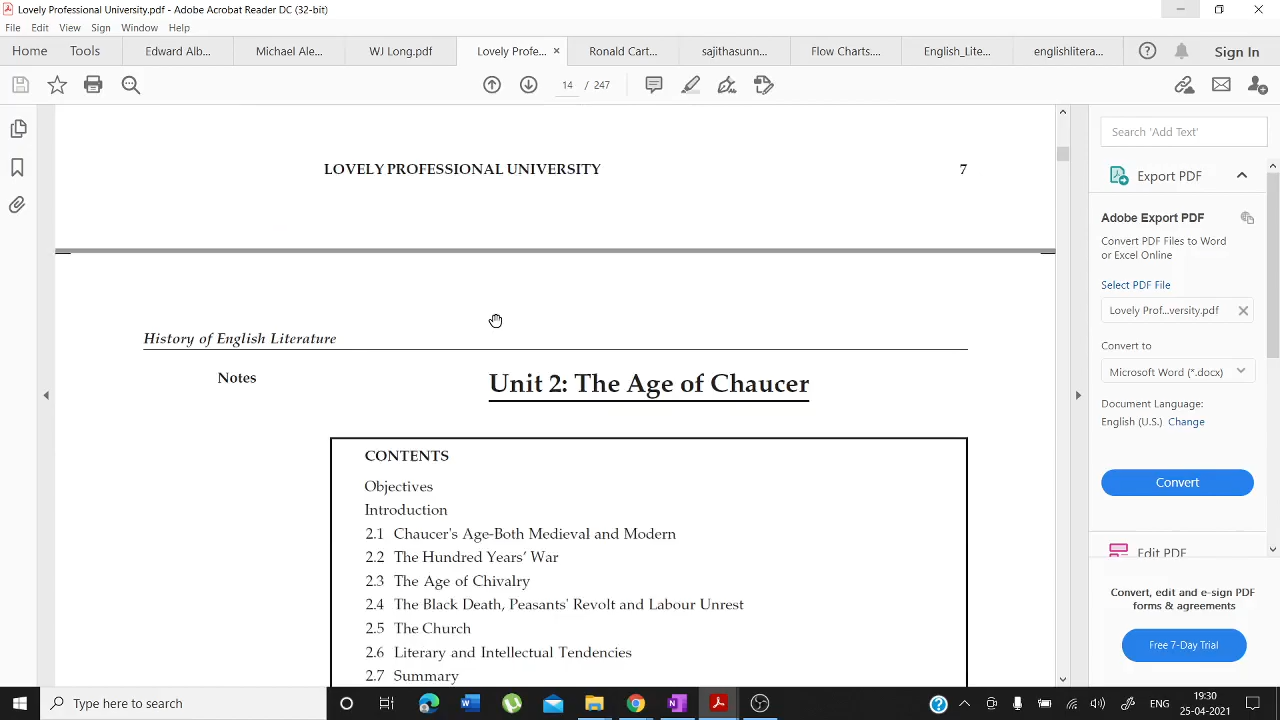 Lovely Professional University.pdf - Adobe Acrobat Reader DC (32-bit)
File Edit View Sign Window Help
Home Tools Edward Alb... Michael Ale... WJ Long.pdf Lovely Profe... Ronald Cart... sajithasunn... Flow Charts.... English_Lite... englishlitera... Sign In
14 / 247
LOVELY PROFESSIONAL UNIVERSITY 7
History of English Literature
Notes
Unit 2: The Age of Chaucer
CONTENTS
Objectives
Introduction
2.1 Chaucer's Age-Both Medieval and Modern
2.2 The Hundred Years' War
2.3 The Age of Chivalry
2.4 The Black Death, Peasants' Revolt and Labour Unrest
2.5 The Church
2.6 Literary and Intellectual Tendencies
2.7 Summary
Search 'Add Text'
Export PDF
Adobe Export PDF
Convert PDF Files to Word
or Excel Online
Select PDF File
Lovely Prof...versity.pdf
Convert to
Microsoft Word (*.docx)
Document Language:
English (U.S.) Change
Convert
Edit PDF
Convert, edit and e-sign PDF
forms & agreements
Free 7-Day Trial
Type here to search
ENG
19:30
25-04-2021